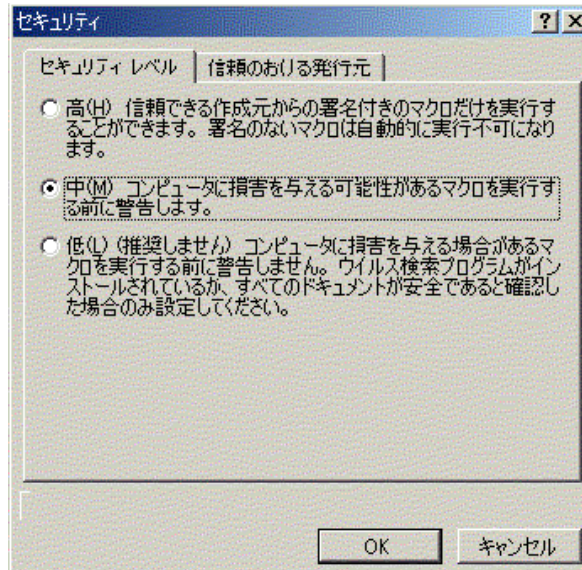 セキュリティ
セキュリティ レベル
信頼のおける発行元
高(H) 信頼できる作成元からの署名付きのマクロだけを実行す
ることができます。署名のないマクロは自動的に実行不可になり
ます。
中(M) コンピュータに損害を与える可能性があるマクロを実行す
る前に警告します。
低(L) (推奨しません) コンピュータに損害を与える場合があるマ
クロを実行する前に警告しません。ウイルス検索プログラムがイン
ストールされているか、すべてのドキュメントが安全であると確認し
た場合のみ設定してください。
OK
キャンセル